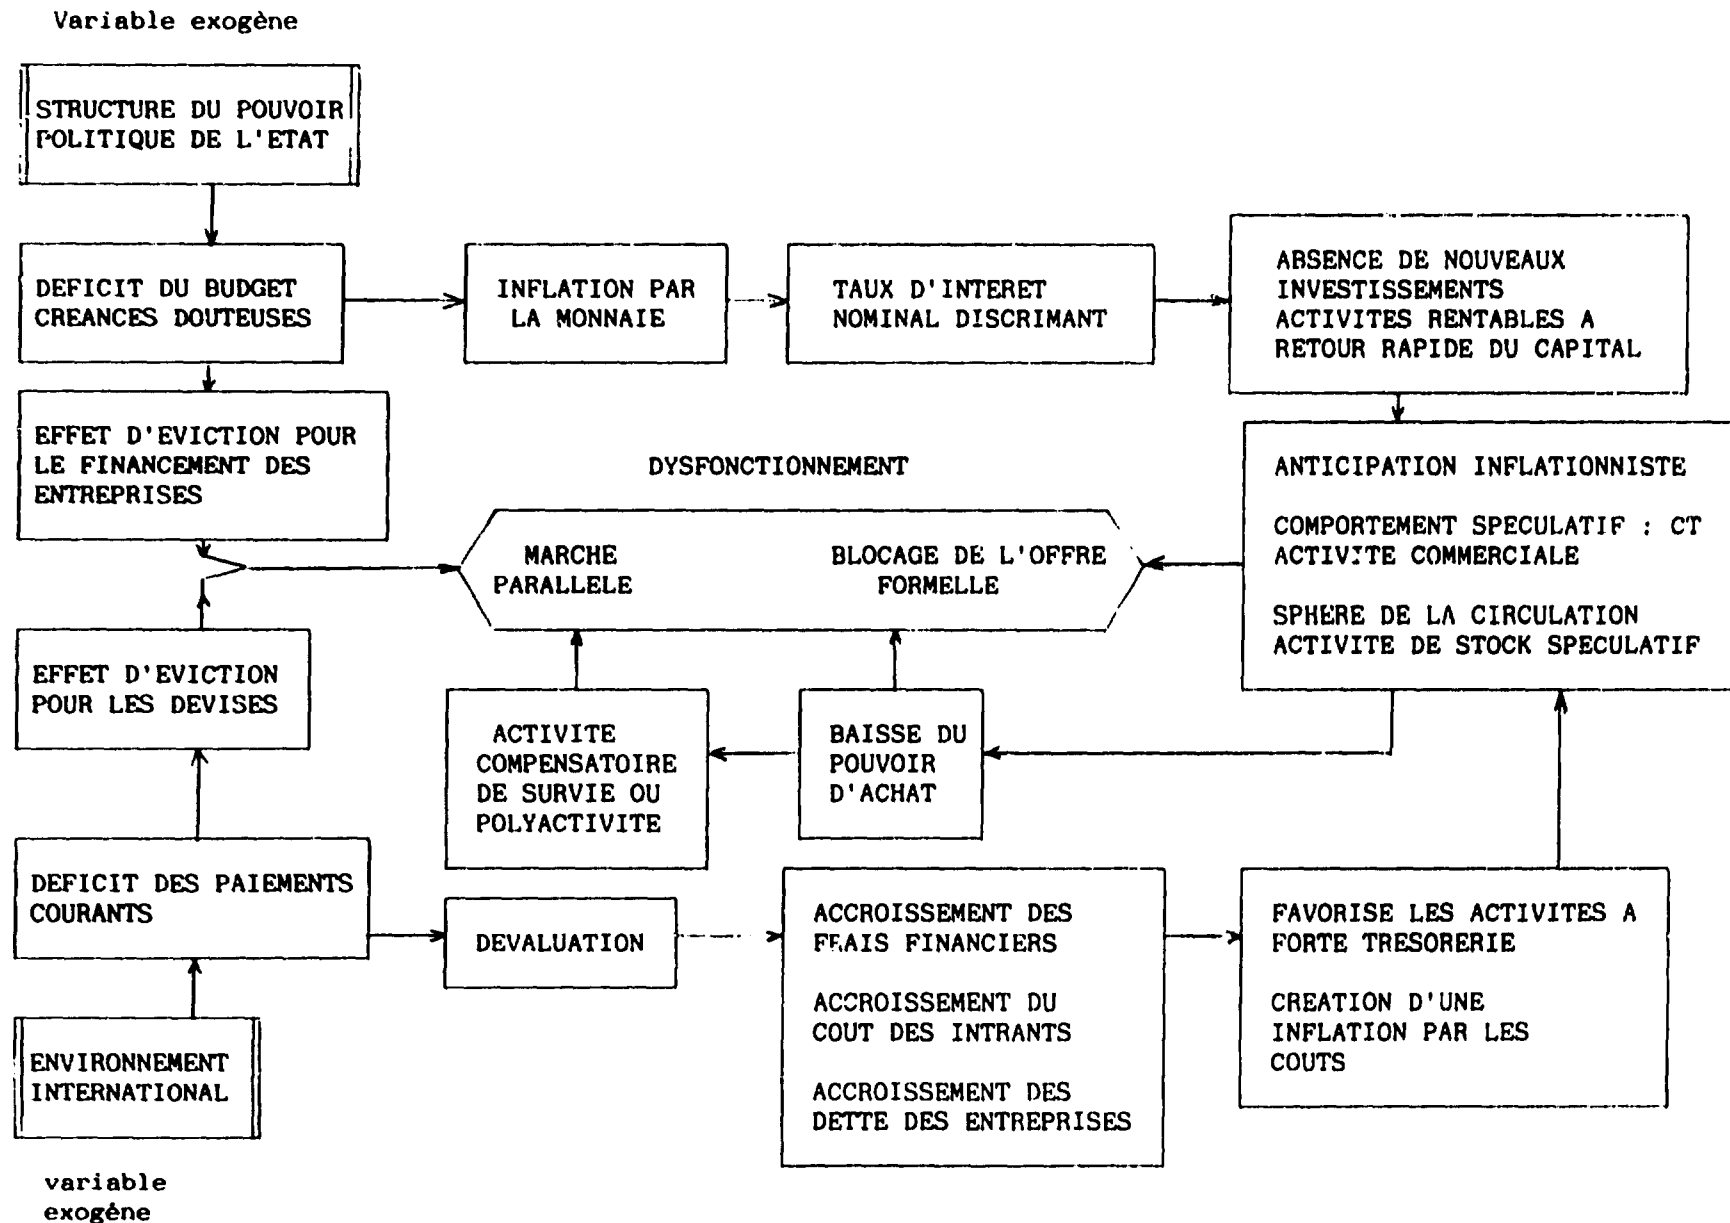 Variable exogène
STRUCTURE DU POUVOIR
POLITIQUE DE L'ETAT
DEFICIT DU BUDGET
CREANCES DOUTEUSES
INFLATION PAR
LA MONNAIE
TAUX D'INTERET
NOMINAL DISCRIMANT
ABSENCE DE NOUVEAUX
INVESTISSEMENTS
ACTIVITES RENTABLES A
RETOUR RAPIDE DU CAPITAL
EFFET D'EVICTION POUR
LE FINANCEMENT DES
ENTREPRISES
DYSFONCTIONNEMENT
MARCHE
PARALLELE
BLOCAGE DE L'OFFRE
FORMELLE
ANTICIPATION INFLATIONNISTE
COMPORTEMENT SPECULATIF : CT
ACTIVITE COMMERCIALE
SPHERE DE LA CIRCULATION
ACTIVITE DE STOCK SPECULATIF
EFFET D'EVICTION
POUR LES DEVISES
ACTIVITE
COMPENSATOIRE
DE SURVIE OU
POLYACTIVITE
BAISSE DU
POUVOIR
D'ACHAT
DEFICIT DES PAIEMENTS
COURANTS
DEVALUATION
ACCROISSEMENT DES
FRAIS FINANCIERS
ACCROISSEMENT DU
COUT DES INTRANTS
ACCROISSEMENT DES
DETTE DES ENTREPRISES
FAVORISE LES ACTIVITES A
FORTE TRESORERIE
CREATION D'UNE
INFLATION PAR LES
COUTS
ENVIRONNEMENT
INTERNATIONAL
variable
exogène